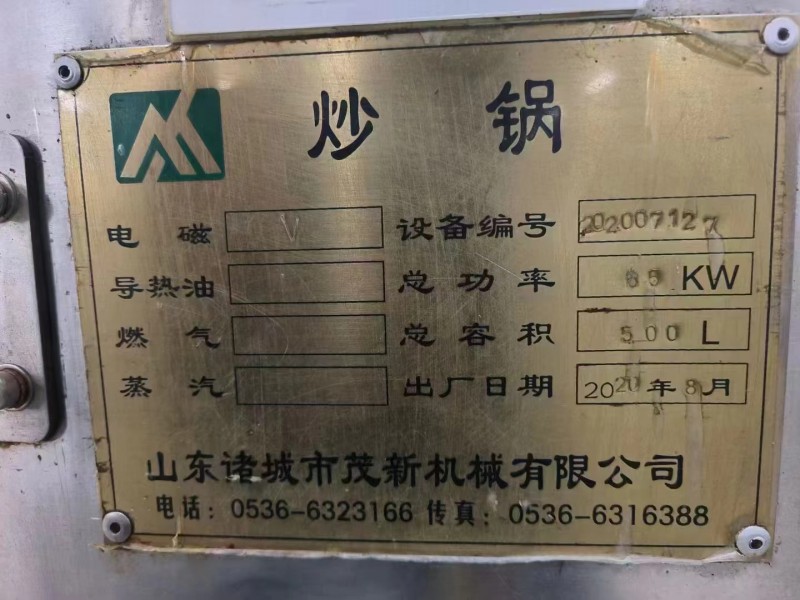 炒锅
电磁 V 设备编号 202007127
导热油 总功率 KW
燃气 总容积 500 L
蒸汽 出厂日期 2020年8月
山东诸城市茂新机械有限公司
电话：0536-6323166 传真：0536-6316388